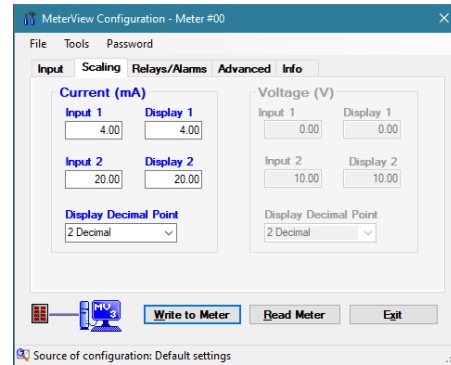 MeterView Configuration - Meter #00
File Tools Password
Input Scaling Relays/Alarms Advanced Info
Current (mA) Voltage (V)
Input 1 Display 1 Input 1 Display 1
4.00 4.00 0.00 0.00
Input 2 Display 2 Input 2 Display 2
20.00 20.00 10.00 10.00
Display Decimal Point Display Decimal Point
2 Decimal 2 Decimal
MV
3
Write to Meter Read Meter Exit
Source of configuration: Default settings